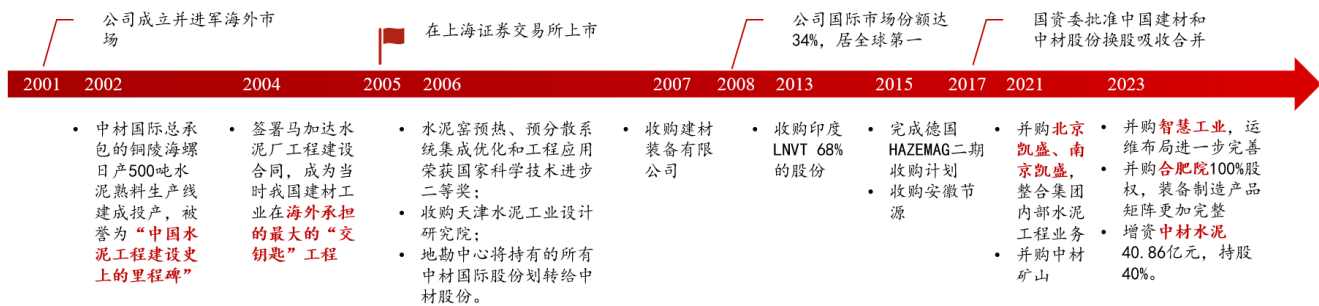 公司成立并进军海外市
场
在上海证券交易所上市
公司国际市场份额达
34%，居全球第一
国资委批准中国建材和
中材股份换股吸收合并
2001 2002 2004 2005 2006 2007 2008 2013 2015 2017 2021 2023
• 中材国际总承
包的铜陵海螺
日产500吨水
泥熟料生产线
建成投产，被
誉为“中国水
泥工程建设史
上的里程碑”
• 签署马加达水
泥厂工程建设
合同，成为当
时我国建材工
业在海外承担
的最大的“交
钥匙”工程
• 水泥窑预热、预分散系
统集成优化和工程应用
荣获国家科学技术进步
二等奖；
• 收购天津水泥工业设计
研究院；
• 地勘中心将持有的所有
中材国际股份划转给中
材股份。
• 收购建材
装备有限
公司
• 收购印度
LNVT 68%
的股份
• 完成德国
HAZEMAG二期
收购计划
• 收购安徽节
源
• 并购北京
凯盛、南
京凯盛，
整合集团
内部水泥
工程业务
• 并购中材
矿山
• 并购智慧工业，运
维布局进一步完善
• 并购合肥院100%股
权，装备制造产品
矩阵更加完整
• 增资中材水泥
40.86亿元，持股
40%。